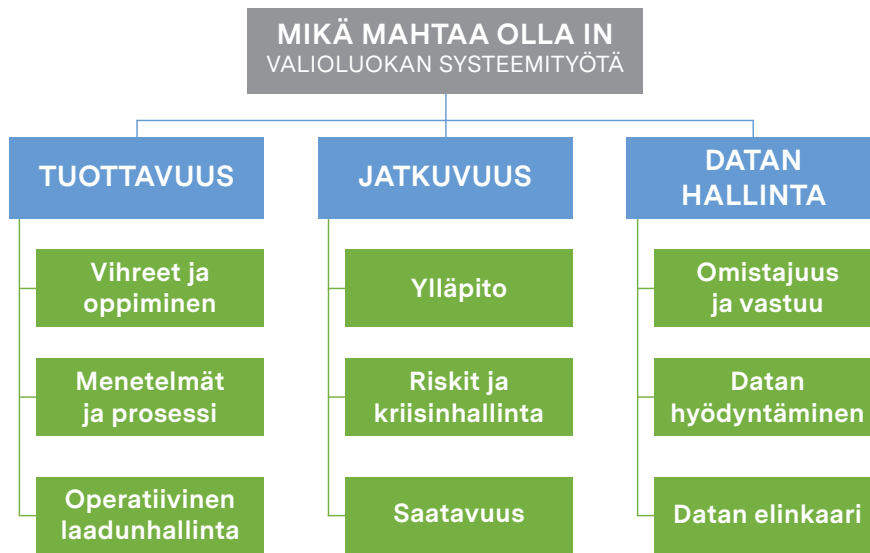 MIKÄ MAHTAA OLLA IN
VALIOLUOKAN SYSTEEMITYÖTÄ
TUOTTAVUUS
Vihreet ja
oppiminen
Menetelmät
ja prosessi
Operatiivinen
laadunhallinta
JATKUVUUS
Ylläpito
Riskit ja
kriisinhallinta
Saatavuus
DATAN
HALLINTA
Omistajuus
ja vastuu
Datan
hyödyntäminen
Datan elinkaari